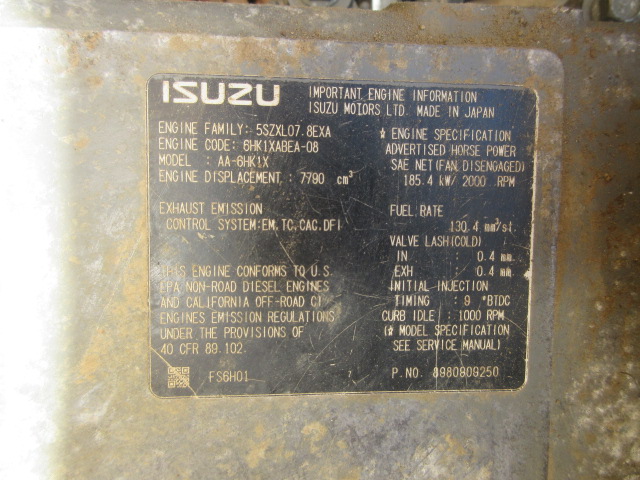 ISUZU
IMPORTANT ENGINE INFORMATION
ISUZU MOTORS LTD. MADE IN JAPAN
ENGINE FAMILY: 5SZXL07.8EXA
ENGINE CODE: 6HK1XABEA-08
MODEL : AA-6HK1X
ENGINE DISPLACEMENT : 7790 cm³
EXHAUST EMISSION
CONTROL SYSTEM:EM,TC,CAC,DFI
THIS ENGINE CONFORMS TO U.S.
EPA NON-ROAD DIESEL ENGINES
AND CALIFORNIA OFF-ROAD CI
ENGINES EMISSION REGULATIONS
UNDER THE PROVISIONS OF
40 CFR 89.102.
FS6H01
* ENGINE SPECIFICATION
ADVERTISED HORSE POWER
SAE NET(FAN DISENGAGED)
185.4 kW/ 2000 RPM
FUEL RATE
130.4 mm³/st.
VALVE LASH(COLD)
IN : 0.4 mm
EXH : 0.4 mm
INITIAL INJECTION
TIMING : 9 °BTDC
CURB IDLE : 1000 RPM
(* MODEL SPECIFICATION
SEE SERVICE MANUAL)
P.NO. 8980809250